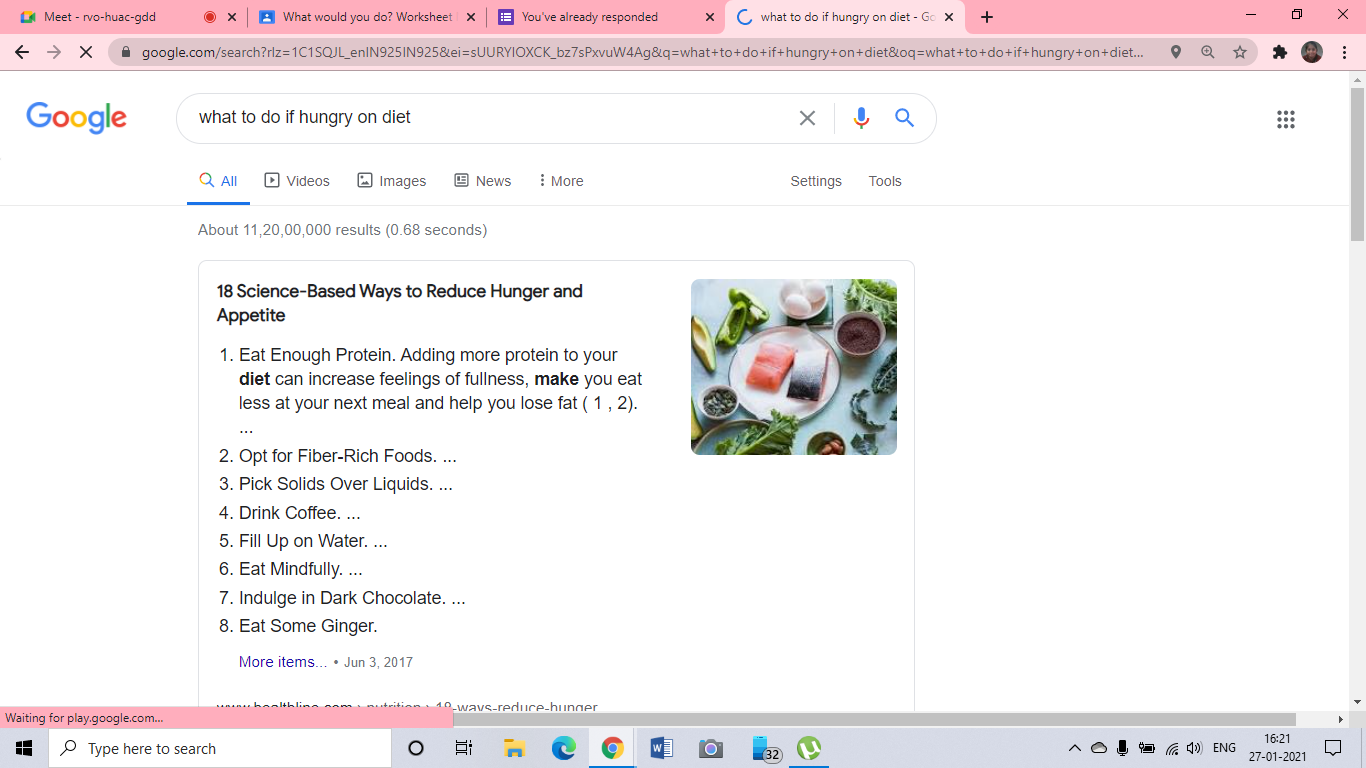 Meet - rvo-huac-gdd
What would you do? Worksheet
You've already responded
what to do if hungry on diet - Go
google.com/search?rlz=1C1SQJL_enIN925IN925&ei=sUURYIOXCK_bz7sPxvuW4Ag&q=what+to+do+if+hungry+on+diet&oq=what+to+do+if+hungry+on+diet...
Google
what to do if hungry on diet
All Videos Images News More Settings Tools
About 11,20,00,000 results (0.68 seconds)
18 Science-Based Ways to Reduce Hunger and
Appetite
1. Eat Enough Protein. Adding more protein to your
diet can increase feelings of fullness, make you eat
less at your next meal and help you lose fat ( 1 , 2).
...
2. Opt for Fiber-Rich Foods. ...
3. Pick Solids Over Liquids. ...
4. Drink Coffee. ...
5. Fill Up on Water. ...
6. Eat Mindfully. ...
7. Indulge in Dark Chocolate. ...
8. Eat Some Ginger.
More items... • Jun 3, 2017
www.healthline.com › nutrition › 18-ways-reduce-hunger
Waiting for play.google.com...
Type here to search
32
ENG
16:21
27-01-2021